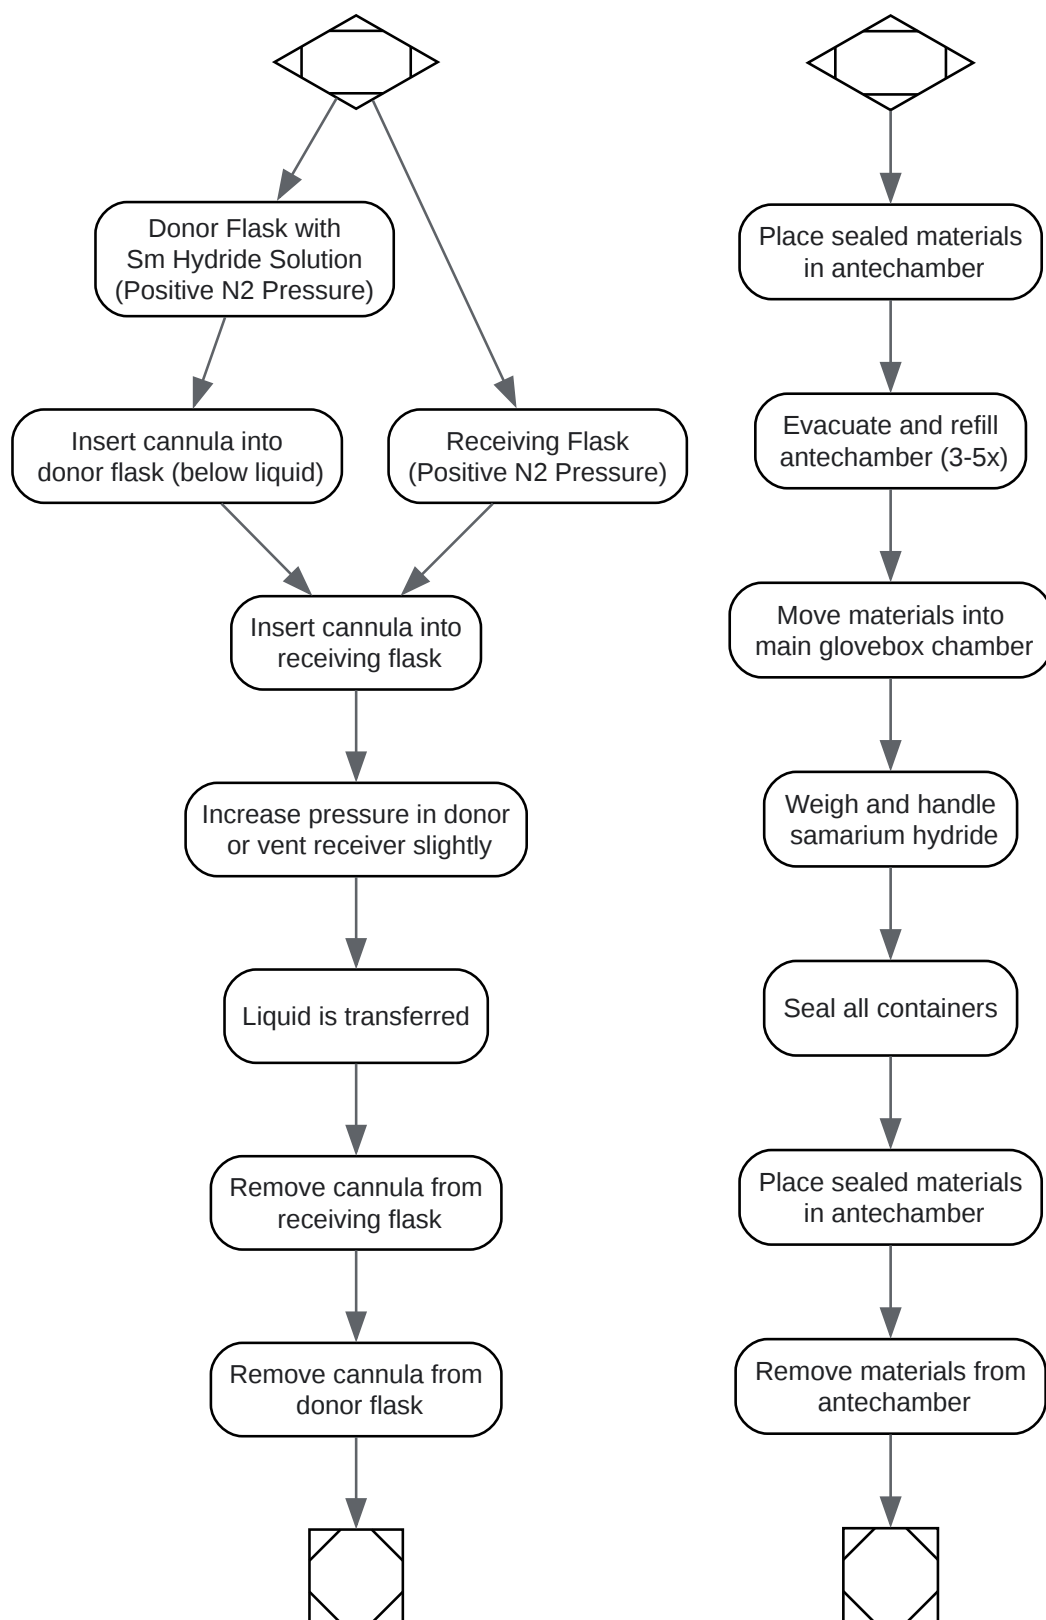 Donor Flask with
Sm Hydride Solution
(Positive N2 Pressure)
Insert cannula into
donor flask (below liquid)
Receiving Flask
(Positive N2 Pressure)
Insert cannula into
receiving flask
Increase pressure in donor
or vent receiver slightly
Liquid is transferred
Remove cannula from
receiving flask
Remove cannula from
donor flask
Place sealed materials
in antechamber
Evacuate and refill
antechamber (3-5x)
Move materials into
main glovebox chamber
Weigh and handle
samarium hydride
Seal all containers
Place sealed materials
in antechamber
Remove materials from
antechamber